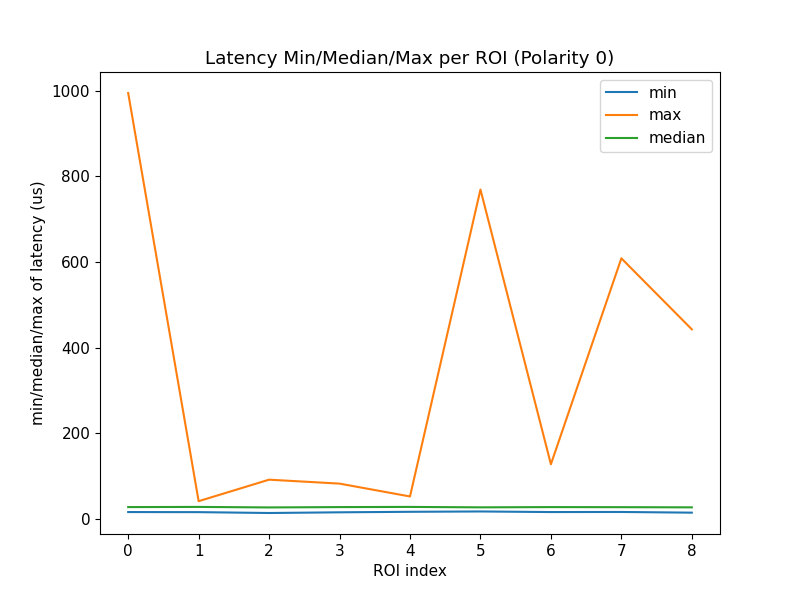 Latency Min/Median/Max per ROI (Polarity 0)
min
max
median
min/median/max of latency (us)
1000
800
600
400
200
0
0 1 2 3 4 5 6 7 8
ROI index